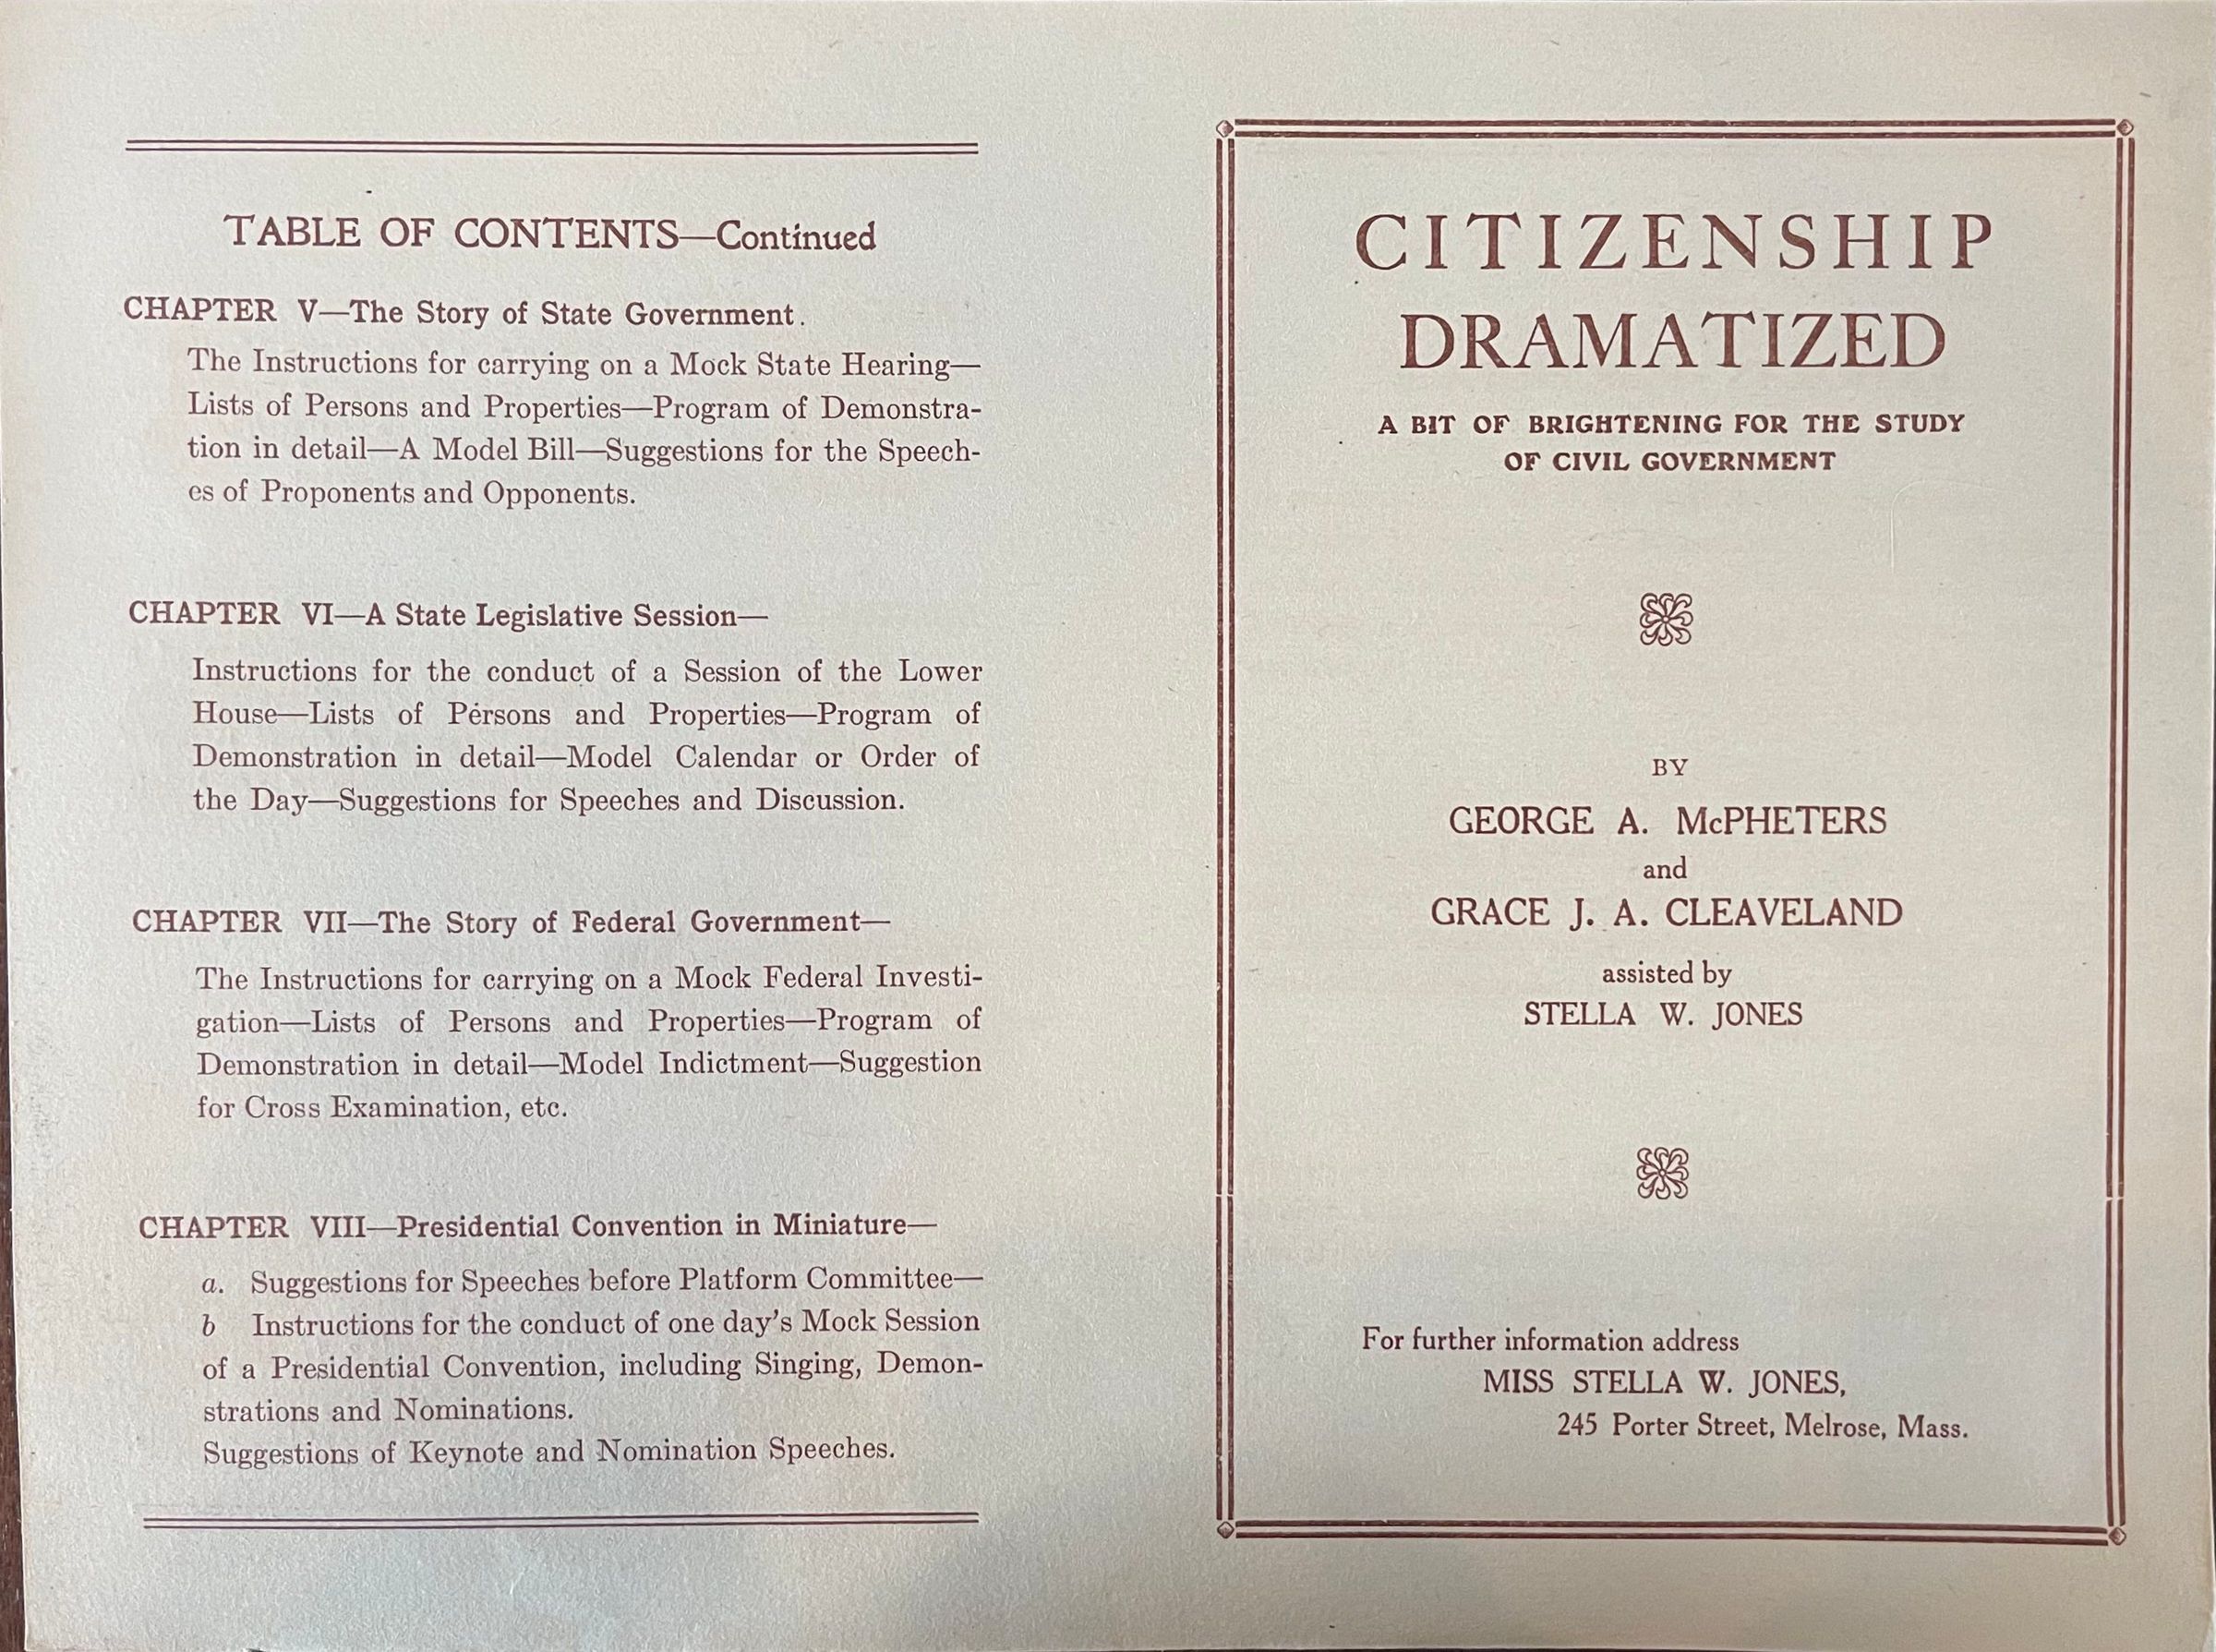 TABLE OF CONTENTS—Continued
CHAPTER V—The Story of State Government.
The Instructions for carrying on a Mock State Hearing—
Lists of Persons and Properties—Program of Demonstra-
tion in detail—A Model Bill—Suggestions for the Speech-
es of Proponents and Opponents.
CHAPTER VI—A State Legislative Session—
Instructions for the conduct of a Session of the Lower
House—Lists of Persons and Properties—Program of
Demonstration in detail—Model Calendar or Order of
the Day—Suggestions for Speeches and Discussion.
CHAPTER VII—The Story of Federal Government—
The Instructions for carrying on a Mock Federal Investi-
gation—Lists of Persons and Properties—Program of
Demonstration in detail—Model Indictment—Suggestion
for Cross Examination, etc.
CHAPTER VIII—Presidential Convention in Miniature—
a. Suggestions for Speeches before Platform Committee—
b Instructions for the conduct of one day's Mock Session
of a Presidential Convention, including Singing, Demon-
strations and Nominations.
Suggestions of Keynote and Nomination Speeches.
CITIZENSHIP
DRAMATIZED
A BIT OF BRIGHTENING FOR THE STUDY
OF CIVIL GOVERNMENT
BY
GEORGE A. McPHETERS
and
GRACE J. A. CLEAVELAND
assisted by
STELLA W. JONES
For further information address
MISS STELLA W. JONES,
245 Porter Street, Melrose, Mass.